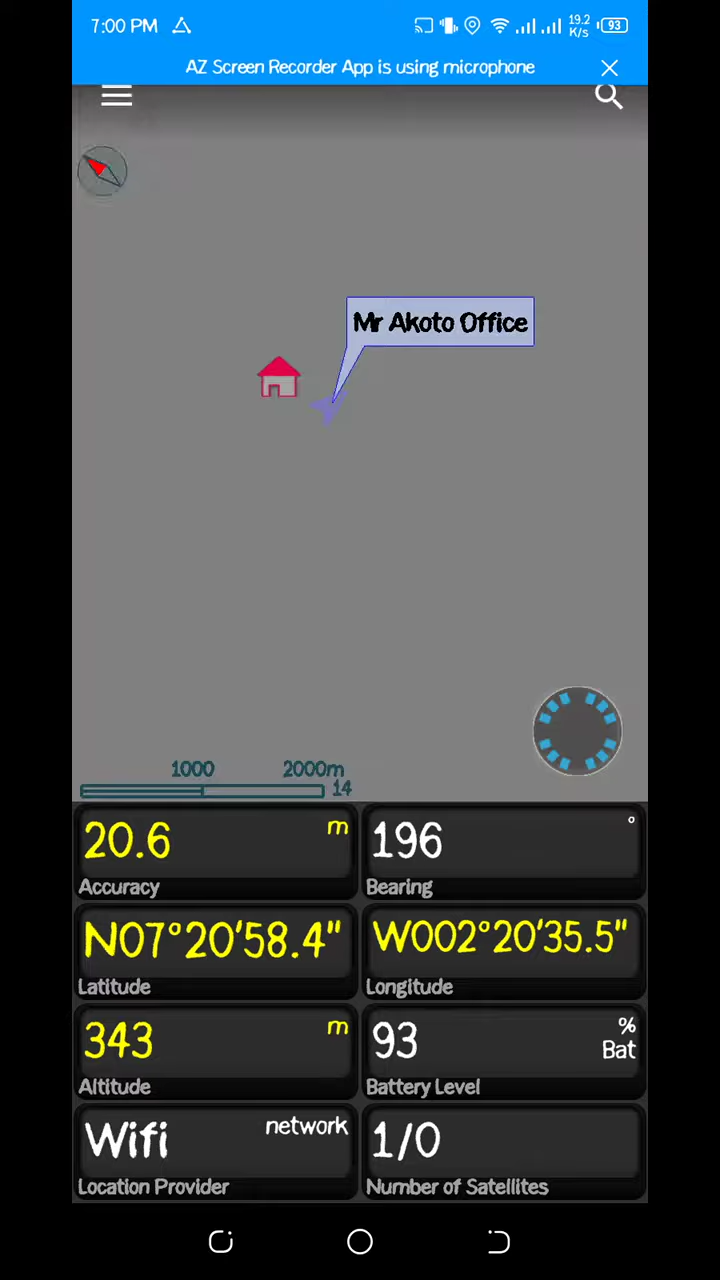 7:00 PM
19.2
K/s
93
AZ Screen Recorder App is using microphone
Mr Akoto Office
1000 2000m
14
20.6 m
Accuracy
196 °
Bearing
N07°20'58.4"
Latitude
W002°20'35.5"
Longitude
343 m
Altitude
93 %
Bat
Battery Level
Wifi network
Location Provider
1/0
Number of Satellites